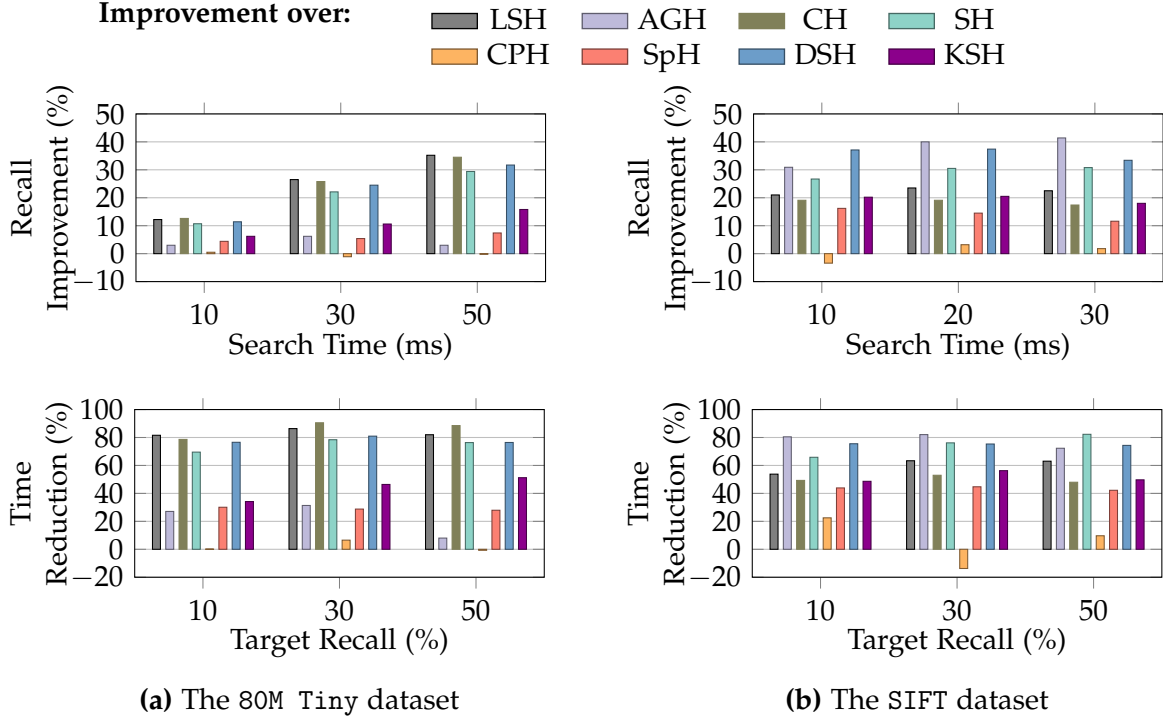 Improvement over:
LSH AGH CH SH
CPH SpH DSH KSH
Recall
Improvement (%)
50
40
30
20
10
0
−10
10 30 50
Search Time (ms)
Recall
Improvement (%)
50
40
30
20
10
0
−10
10 20 30
Search Time (ms)
Time
Reduction (%)
100
80
60
40
20
0
−20
10 30 50
Target Recall (%)
Time
Reduction (%)
100
80
60
40
20
0
−20
10 30 50
Target Recall (%)
(a) The 80M Tiny dataset
(b) The SIFT dataset